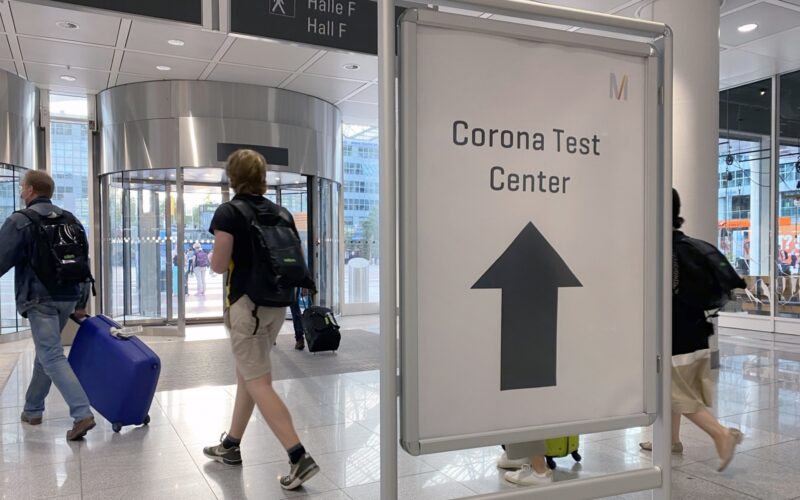 Halle F
Hall F
M
Corona Test
Center